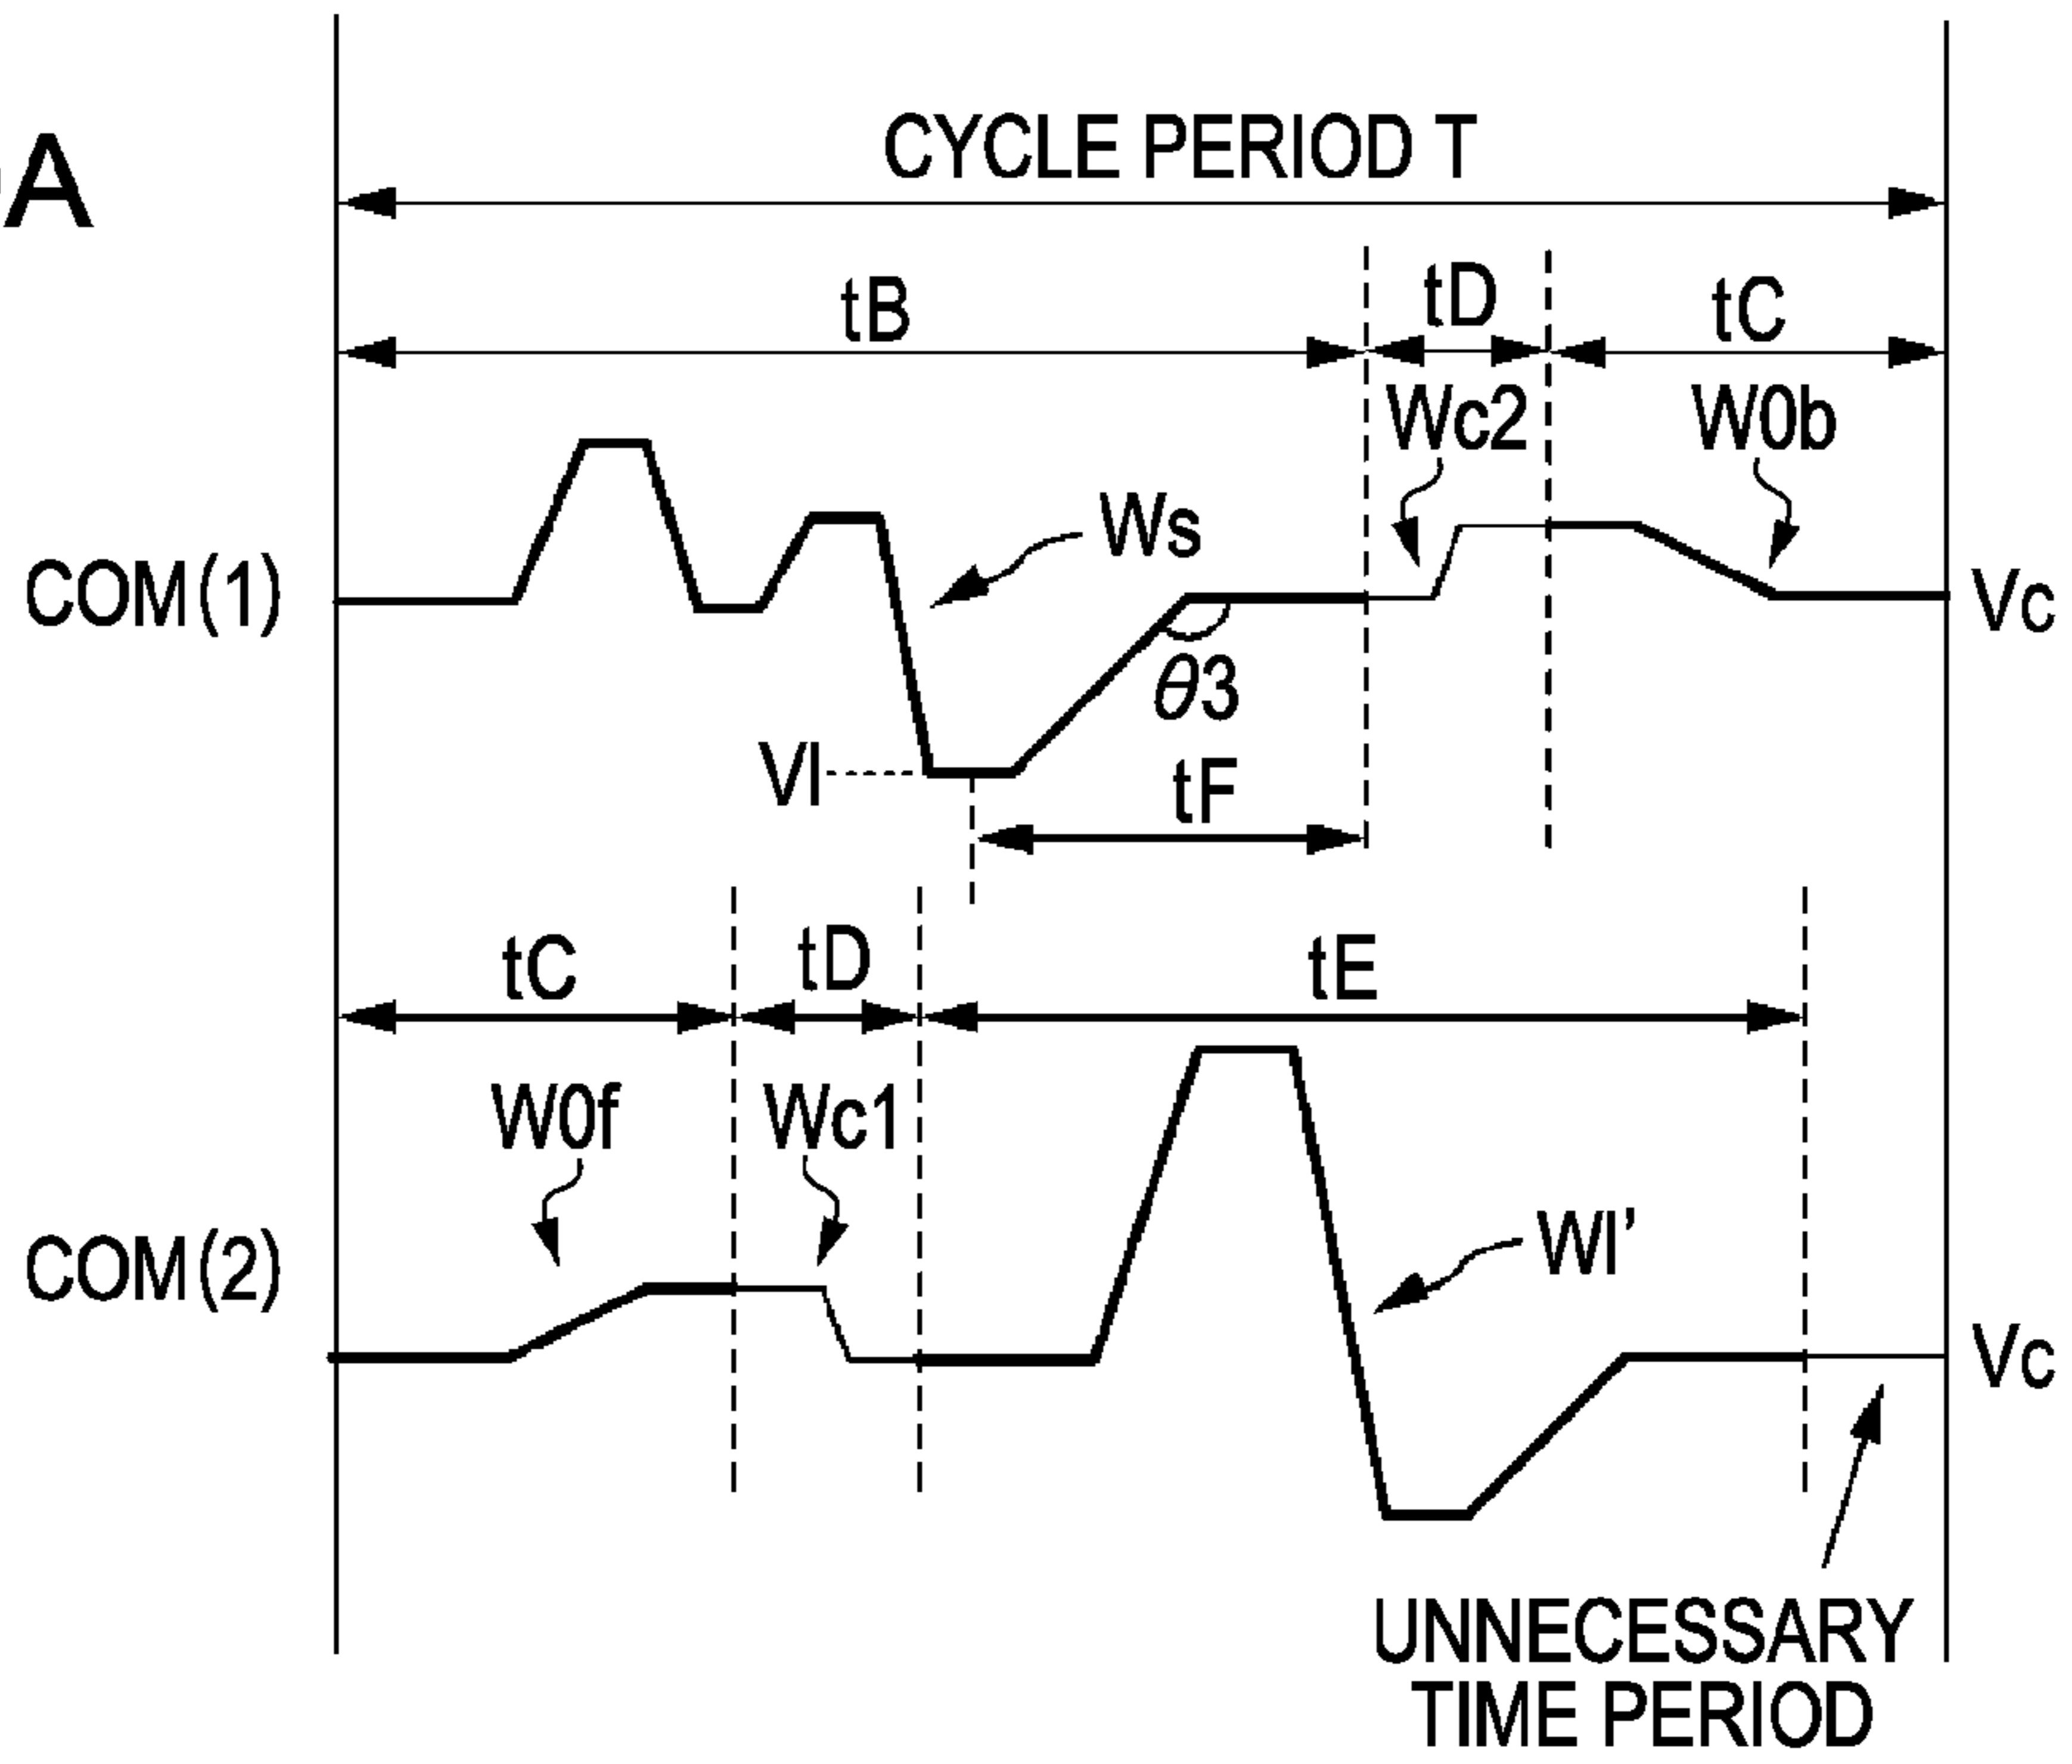 A
CYCLE PERIOD T
tB
tD
tC
Wc2
W0b
Ws
COM(1)
Vc
θ3
Vl
tF
tC
tD
tE
W0f
Wc1
Wl'
COM(2)
Vc
UNNECESSARY
TIME PERIOD